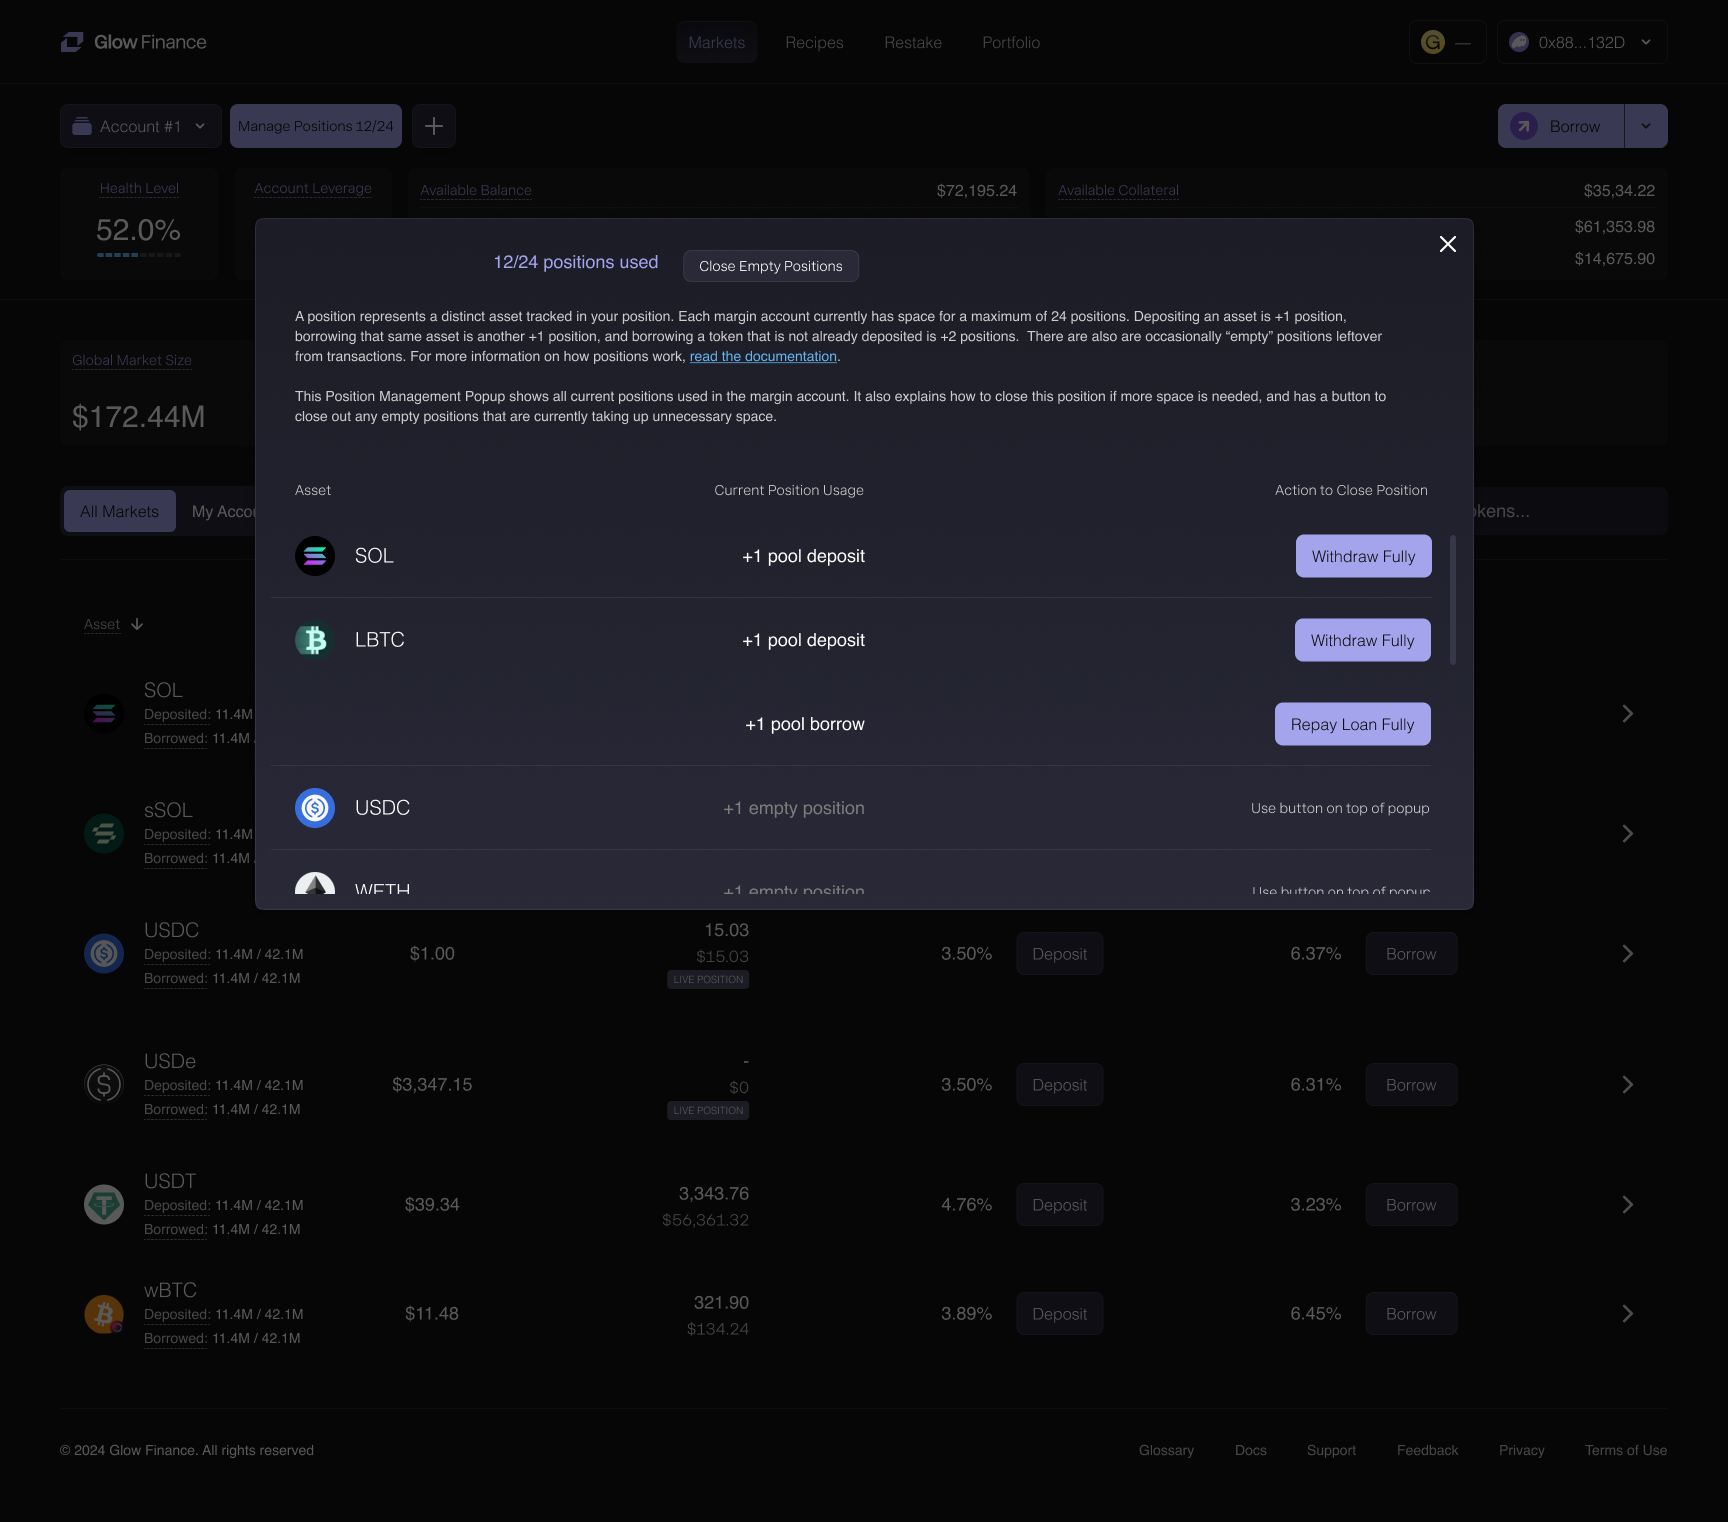 Glow Finance
Markets
Recipes
Restake
Portfolio
G —
0x88...132D
Account #1
Manage Positions 12/24
Borrow
Health Level
52.0%
Account Leverage
Available Balance
$72,195.24
Available Collateral
$35,34.22
$61,353.98
$14,675.90
12/24 positions used
Close Empty Positions
A position represents a distinct asset tracked in your position. Each margin account currently has space for a maximum of 24 positions. Depositing an asset is +1 position,
borrowing that same asset is another +1 position, and borrowing a token that is not already deposited is +2 positions.  There are also are occasionally “empty” positions leftover
from transactions. For more information on how positions work, read the documentation.
This Position Management Popup shows all current positions used in the margin account. It also explains how to close this position if more space is needed, and has a button to
close out any empty positions that are currently taking up unnecessary space.
Asset
Current Position Usage
Action to Close Position
SOL
+1 pool deposit
Withdraw Fully
LBTC
+1 pool deposit
Withdraw Fully
+1 pool borrow
Repay Loan Fully
USDC
+1 empty position
Use button on top of popup
WETH
+1 empty position
Use button on top of popup
Global Market Size
$172.44M
All Markets
My Accou
kens...
Asset
SOL
Deposited: 11.4M
Borrowed: 11.4M /
sSOL
Deposited: 11.4M
Borrowed: 11.4M /
USDC
Deposited: 11.4M / 42.1M
Borrowed: 11.4M / 42.1M
$1.00
15.03
$15.03
LIVE POSITION
3.50%
Deposit
6.37%
Borrow
USDe
Deposited: 11.4M / 42.1M
Borrowed: 11.4M / 42.1M
$3,347.15
-
$0
LIVE POSITION
3.50%
Deposit
6.31%
Borrow
USDT
Deposited: 11.4M / 42.1M
Borrowed: 11.4M / 42.1M
$39.34
3,343.76
$56,361.32
4.76%
Deposit
3.23%
Borrow
wBTC
Deposited: 11.4M / 42.1M
Borrowed: 11.4M / 42.1M
$11.48
321.90
$134.24
3.89%
Deposit
6.45%
Borrow
© 2024 Glow Finance. All rights reserved
Glossary
Docs
Support
Feedback
Privacy
Terms of Use